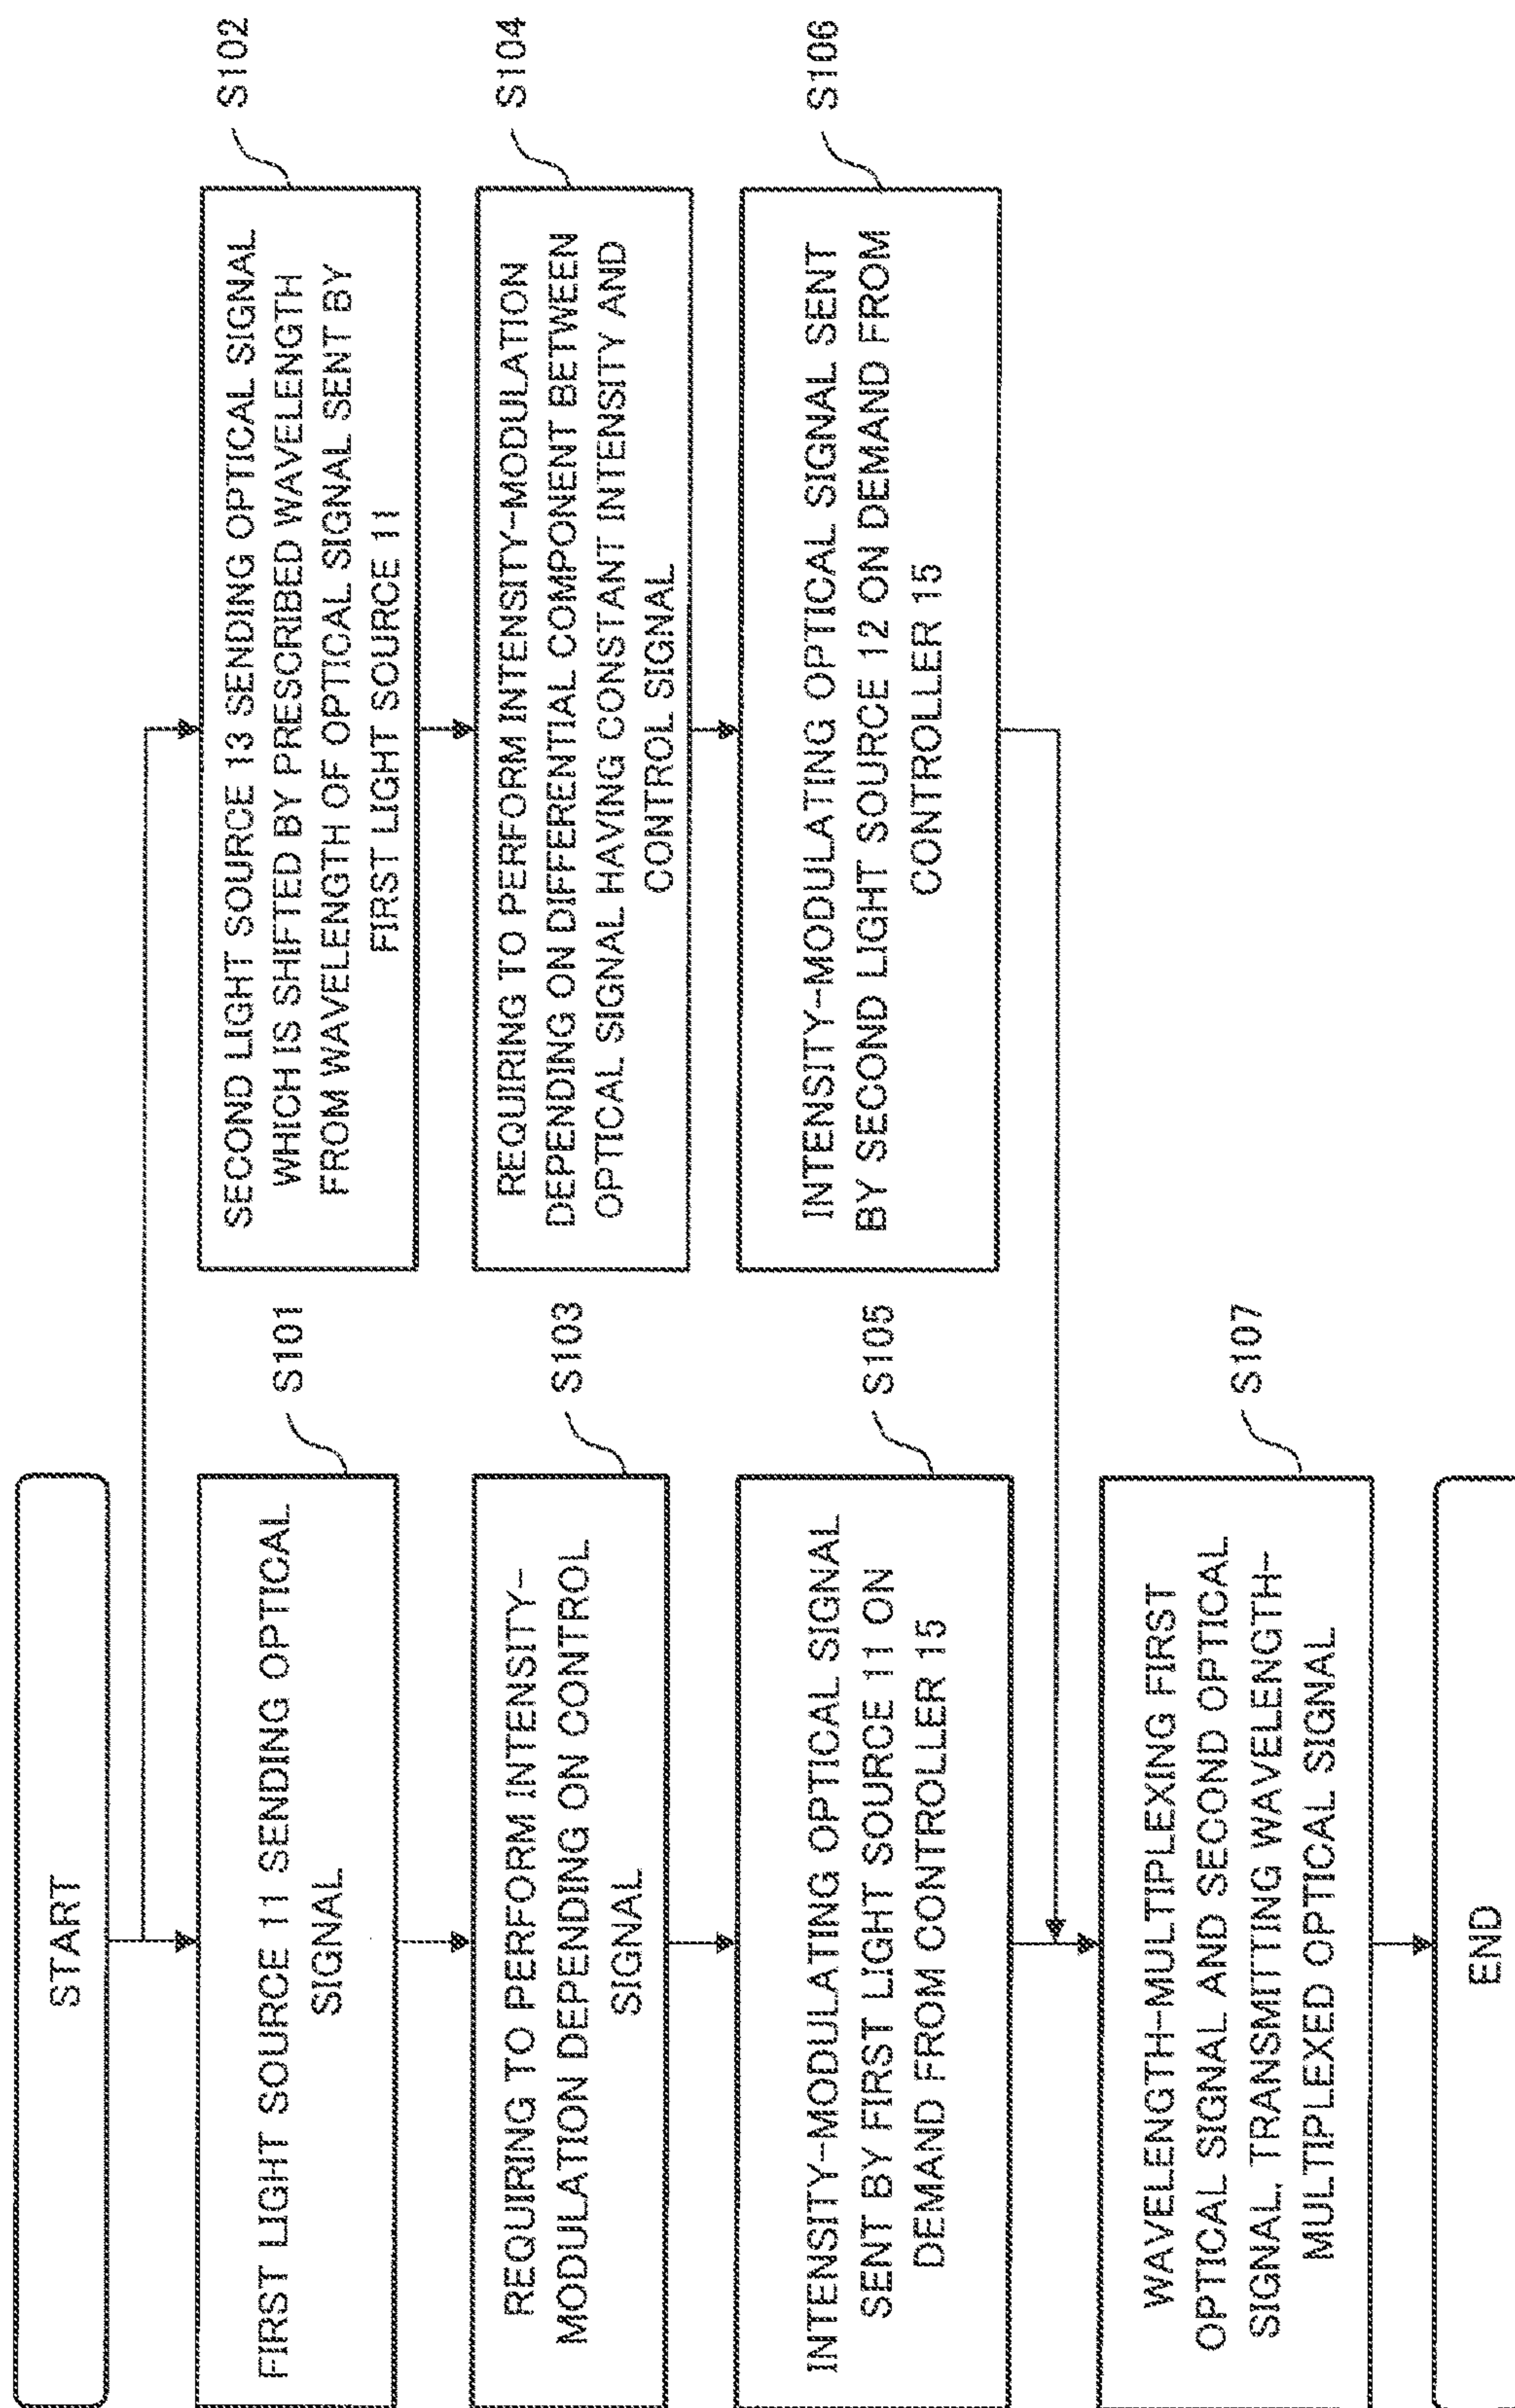 START
FIRST LIGHT SOURCE 11 SENDING OPTICAL
SIGNAL
S101
SECOND LIGHT SOURCE 13 SENDING OPTICAL SIGNAL
WHICH IS SHIFTED BY PRESCRIBED WAVELENGTH
FROM WAVELENGTH OF OPTICAL SIGNAL SENT BY
FIRST LIGHT SOURCE 11
S102
REQUIRING TO PERFORM INTENSITY-
MODULATION DEPENDING ON CONTROL
SIGNAL
S103
REQUIRING TO PERFORM INTENSITY-MODULATION
DEPENDING ON DIFFERENTIAL COMPONENT BETWEEN
OPTICAL SIGNAL HAVING CONSTANT INTENSITY AND
CONTROL SIGNAL
S104
INTENSITY-MODULATING OPTICAL SIGNAL
SENT BY FIRST LIGHT SOURCE 11 ON
DEMAND FROM CONTROLLER 15
S105
INTENSITY-MODULATING OPTICAL SIGNAL SENT
BY SECOND LIGHT SOURCE 12 ON DEMAND FROM
CONTROLLER 15
S106
WAVELENGTH-MULTIPLEXING FIRST
OPTICAL SIGNAL AND SECOND OPTICAL
SIGNAL, TRANSMITTING WAVELENGTH-
MULTIPLEXED OPTICAL SIGNAL
S107
END